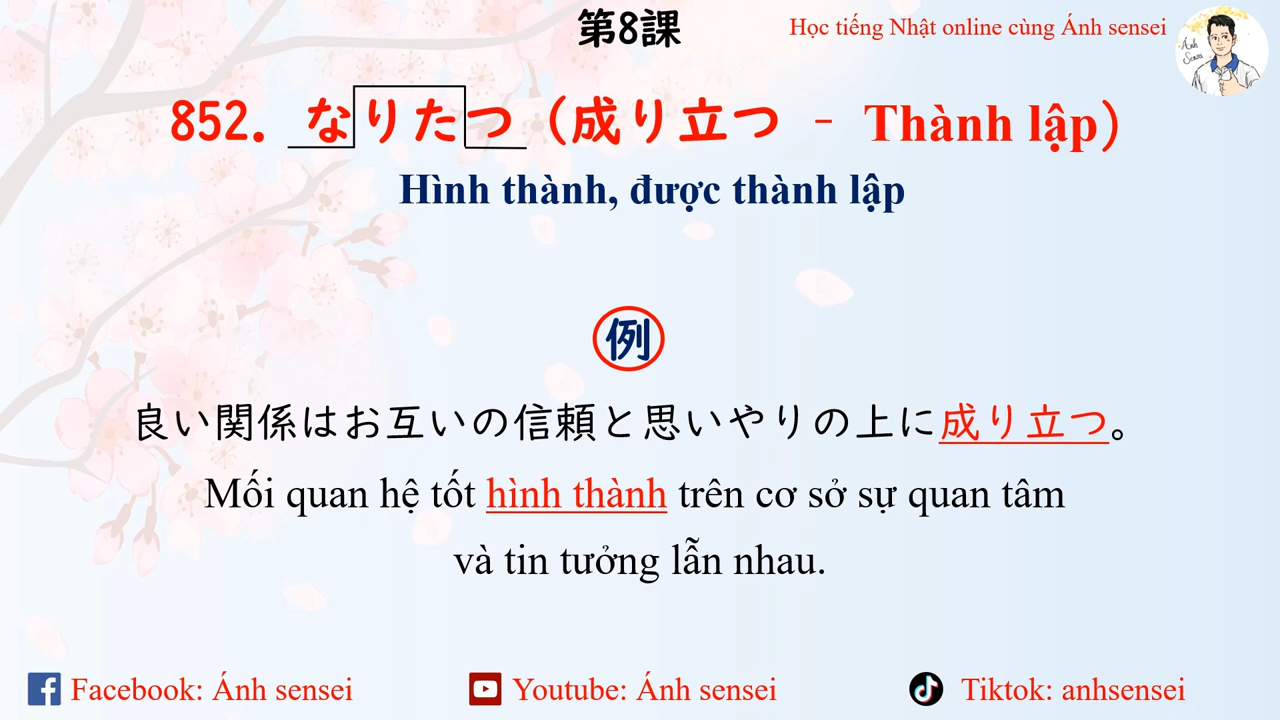 第8課
Học tiếng Nhật online cùng Ánh sensei
Ánh Sensei
852. なりたつ (成り立つ - Thành lập)
Hình thành, được thành lập
例
良い関係はお互いの信頼と思いやりの上に成り立つ。
Mối quan hệ tốt hình thành trên cơ sở sự quan tâm
và tin tưởng lẫn nhau.
Facebook: Ánh sensei
Youtube: Ánh sensei
Tiktok: anhsensei